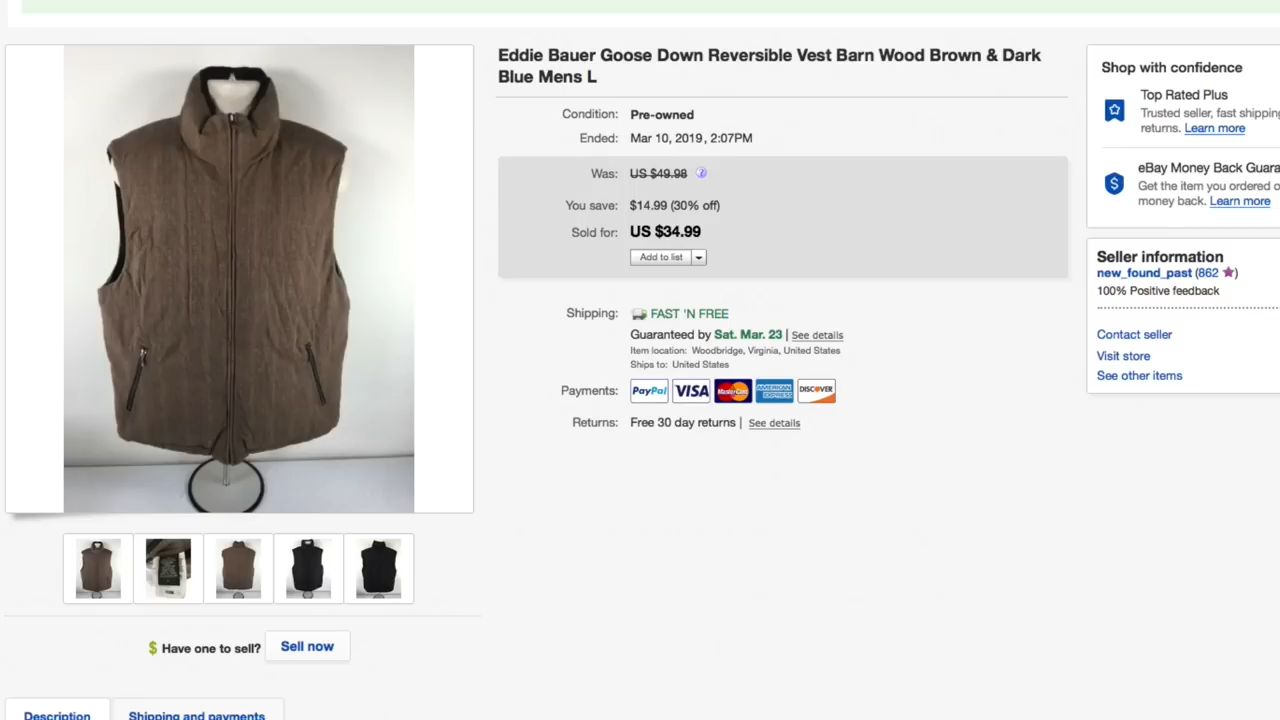 Eddie Bauer Goose Down Reversible Vest Barn Wood Brown & Dark
Blue Mens L
Condition: Pre-owned
Ended: Mar 10, 2019, 2:07PM
Was: US $49.98
You save: $14.99 (30% off)
Sold for: US $34.99
Add to list
Shipping: FAST 'N FREE
Guaranteed by Sat. Mar. 23 | See details
Item location: Woodbridge, Virginia, United States
Ships to: United States
Payments: PayPal VISA MasterCard AMERICAN EXPRESS DISCOVER
Returns: Free 30 day returns | See details
Shop with confidence
Top Rated Plus
Trusted seller, fast shipping
returns. Learn more
eBay Money Back Guara
Get the item you ordered o
money back. Learn more
Seller information
new_found_past (862 )
100% Positive feedback
Contact seller
Visit store
See other items
$ Have one to sell? Sell now
Description Shipping and payments